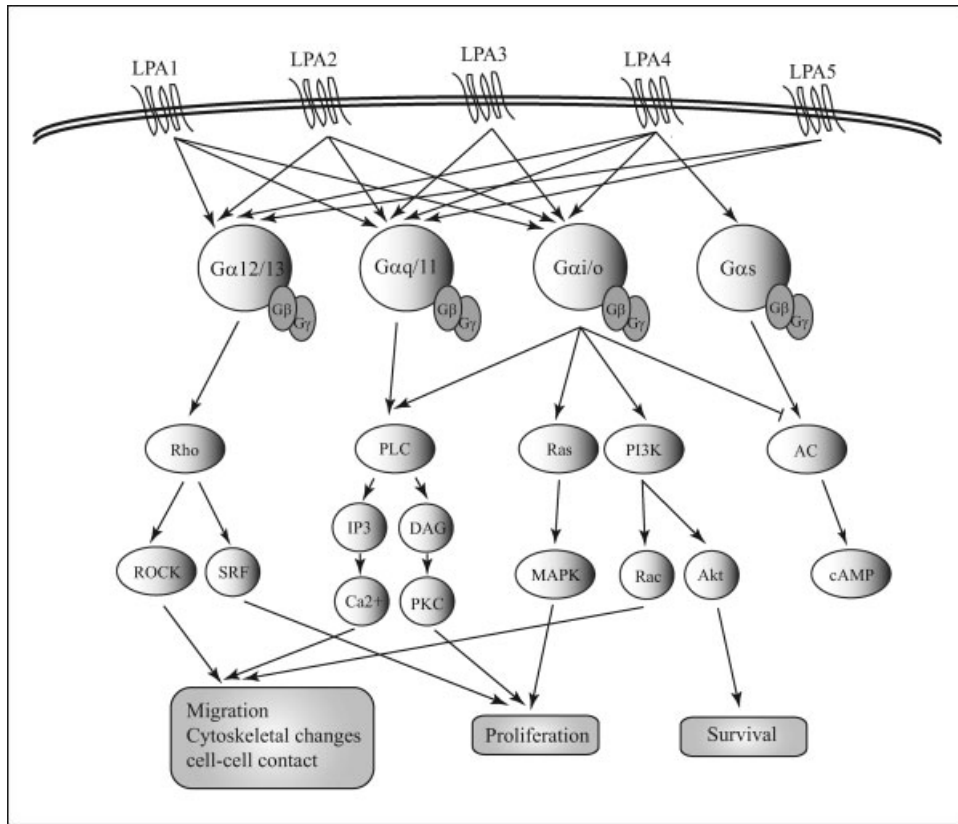 LPA1
LPA2
LPA3
LPA4
LPA5
Gα12/13
Gβ
Gγ
Gαq/11
Gβ
Gγ
Gαi/o
Gβ
Gγ
Gαs
Gβ
Gγ
Rho
PLC
Ras
PI3K
AC
IP3
DAG
ROCK
SRF
Ca2+
PKC
MAPK
Rac
Akt
cAMP
Migration
Cytoskeletal changes
cell-cell contact
Proliferation
Survival